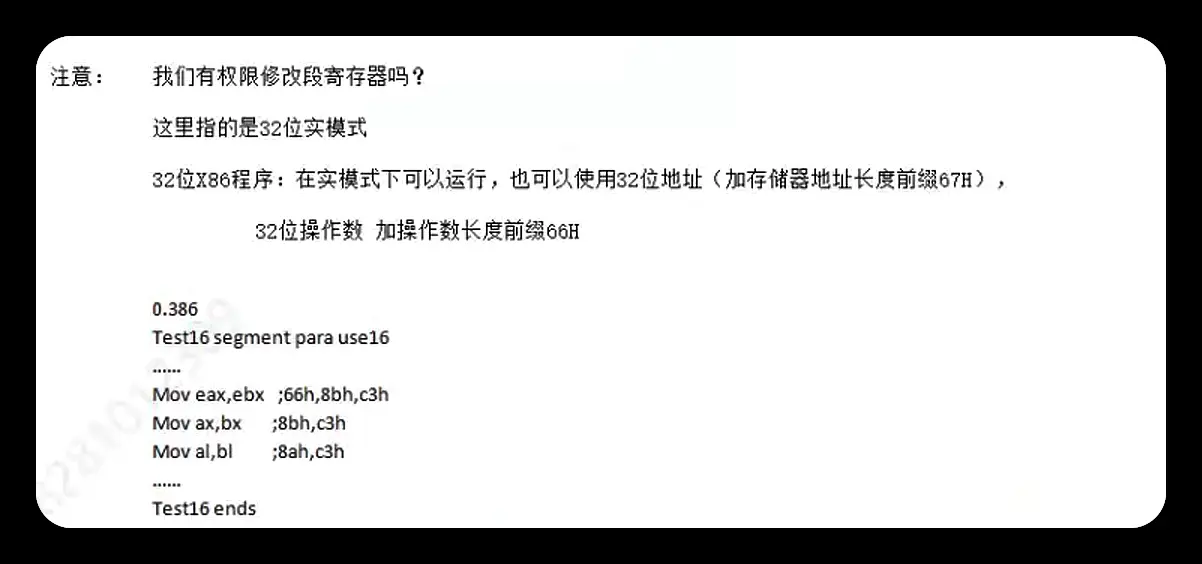 注意： 我们有权限修改段寄存器吗？
这里指的是32位实模式
32位X86程序：在实模式下可以运行，也可以使用32位地址（加存储器地址长度前缀67H），
32位操作数 加操作数长度前缀66H
0.386
Test16 segment para use16
......
Mov eax,ebx ;66h,8bh,c3h
Mov ax,bx ;8bh,c3h
Mov al,bl ;8ah,c3h
......
Test16 ends